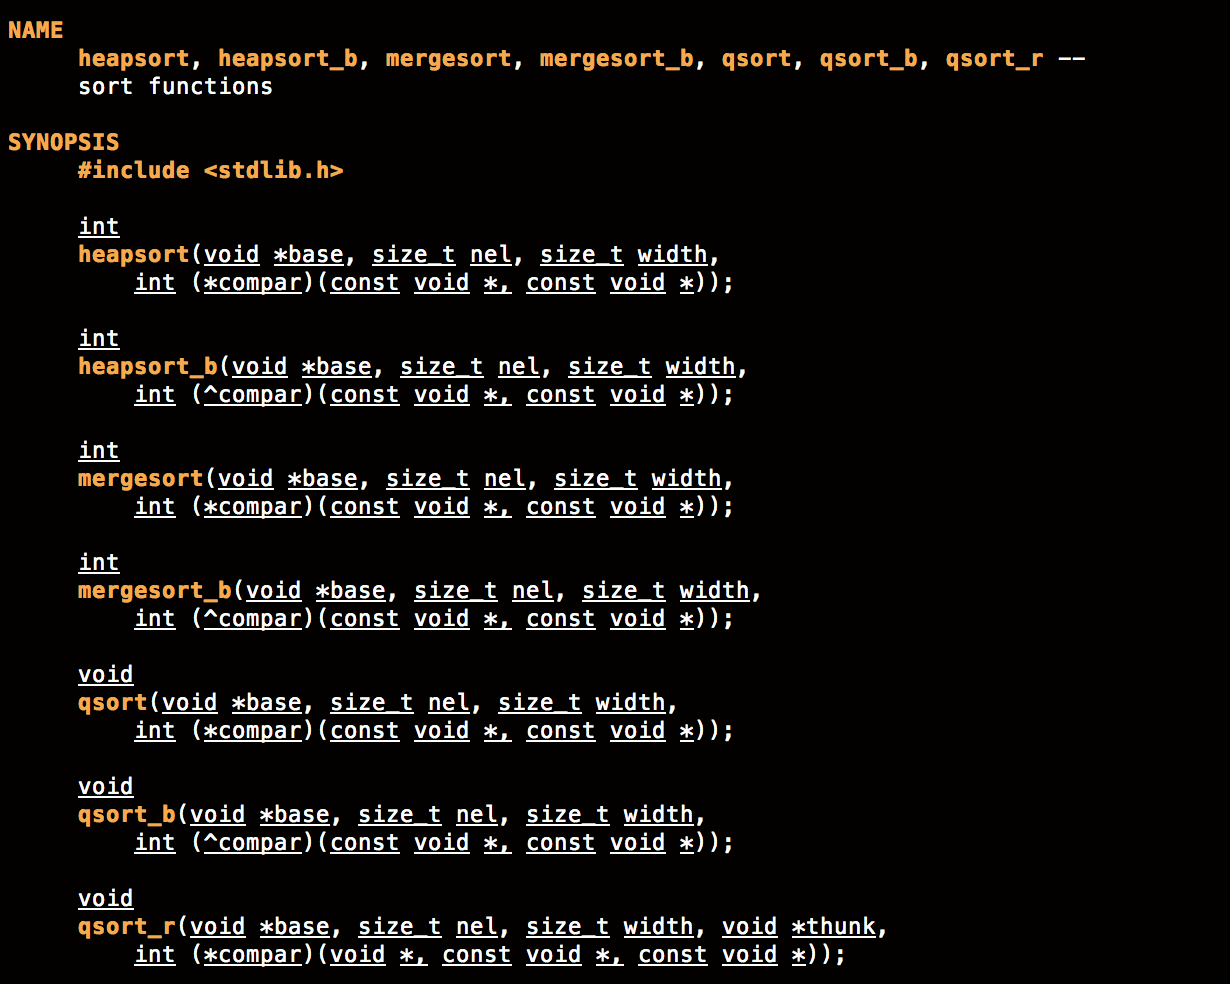 NAME
heapsort, heapsort_b, mergesort, mergesort_b, qsort, qsort_b, qsort_r --
sort functions
SYNOPSIS
#include <stdlib.h>
int
heapsort(void *base, size_t nel, size_t width,
int (*compar)(const void *, const void *));
int
heapsort_b(void *base, size_t nel, size_t width,
int (^compar)(const void *, const void *));
int
mergesort(void *base, size_t nel, size_t width,
int (*compar)(const void *, const void *));
int
mergesort_b(void *base, size_t nel, size_t width,
int (^compar)(const void *, const void *));
void
qsort(void *base, size_t nel, size_t width,
int (*compar)(const void *, const void *));
void
qsort_b(void *base, size_t nel, size_t width,
int (^compar)(const void *, const void *));
void
qsort_r(void *base, size_t nel, size_t width, void *thunk,
int (*compar)(void *, const void *, const void *));